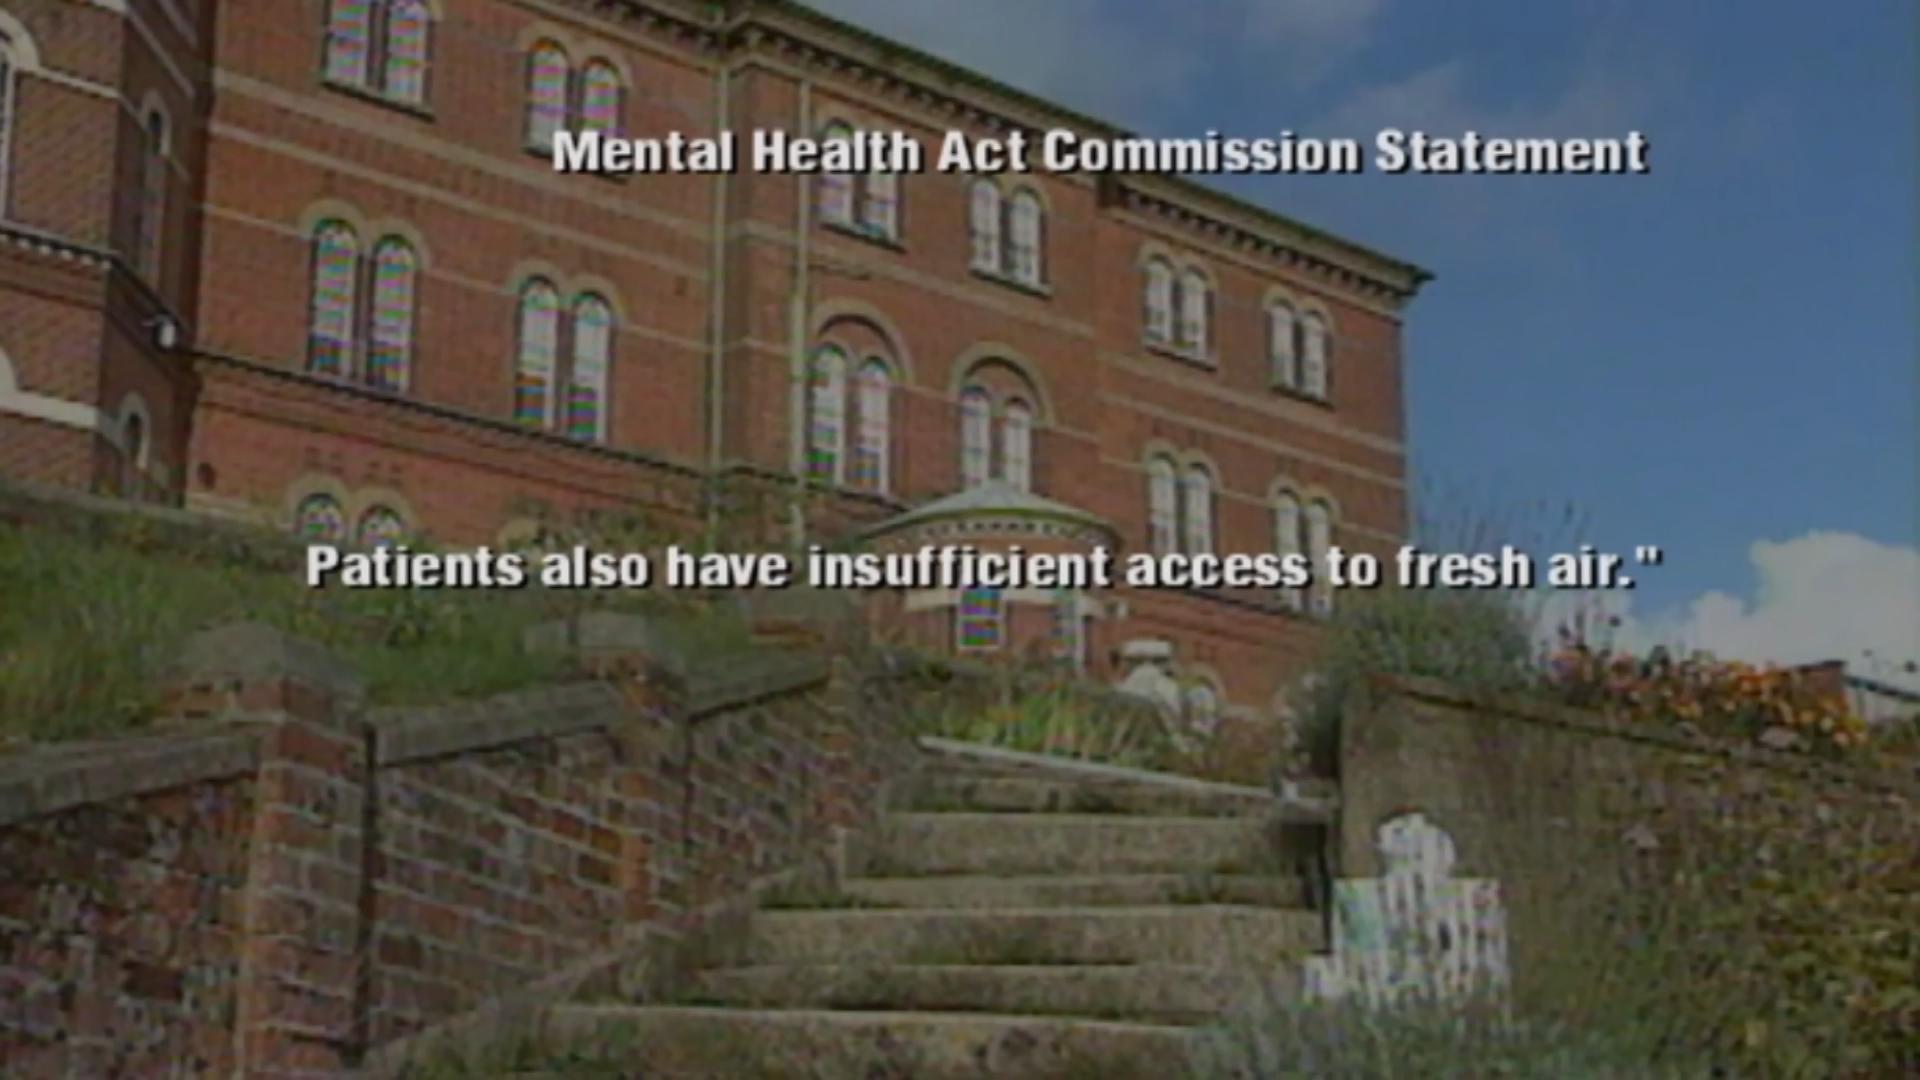 Mental Health Act Commission Statement
Patients also have insufficient access to fresh air."